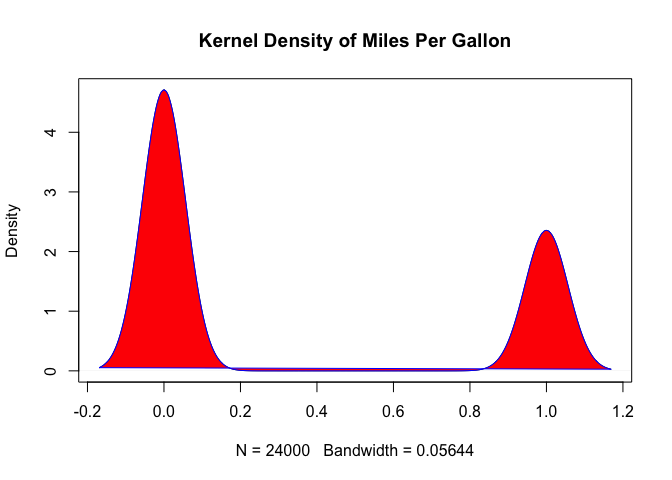 Kernel Density of Miles Per Gallon
Density
4
3
2
1
0
-0.2 0.0 0.2 0.4 0.6 0.8 1.0 1.2
N = 24000 Bandwidth = 0.05644